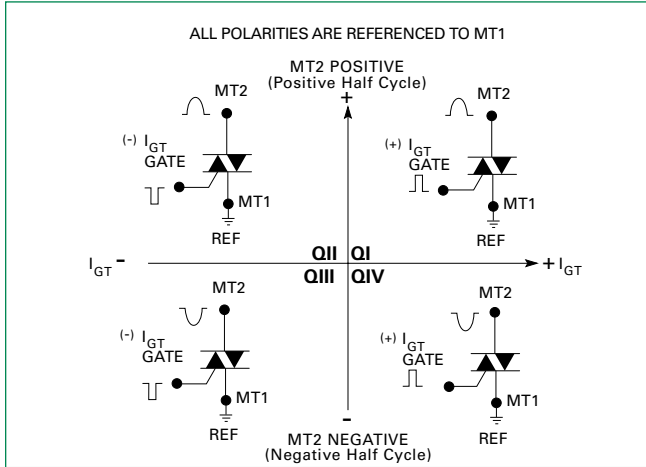 ALL POLARITIES ARE REFERENCED TO MT1
MT2 POSITIVE
(Positive Half Cycle)
+
MT2
(-) IGT
GATE
MT1
REF
MT2
(+) IGT
GATE
MT1
REF
IGT -
QII QI
QIII QIV
+ IGT
MT2
(-) IGT
GATE
MT1
REF
MT2
(+) IGT
GATE
MT1
REF
-
MT2 NEGATIVE
(Negative Half Cycle)